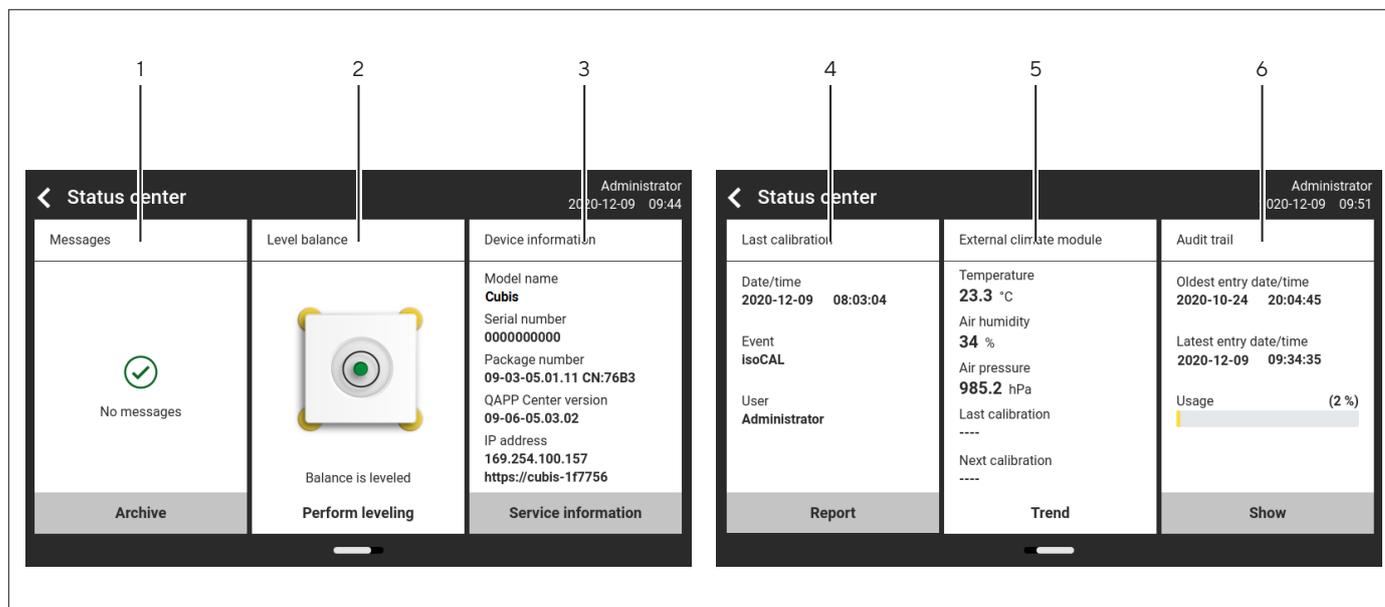 1
2
3
4
5
6
Status center
Administrator
2020-12-09 09:44
Messages
No messages
Archive
Level balance
Balance is leveled
Perform leveling
Device information
Model name
Cubis
Serial number
0000000000
Package number
09-03-05.01.11 CN:76B3
QAPP Center version
09-06-05.03.02
IP address
169.254.100.157
https://cubis-1f7756
Service information
Status center
Administrator
2020-12-09 09:51
Last calibration
Date/time
2020-12-09 08:03:04
Event
isoCAL
User
Administrator
Report
External climate module
Temperature
23.3 °C
Air humidity
34 %
Air pressure
985.2 hPa
Last calibration
----
Next calibration
----
Trend
Audit trail
Oldest entry date/time
2020-10-24 20:04:45
Latest entry date/time
2020-12-09 09:34:35
Usage (2 %)
Show